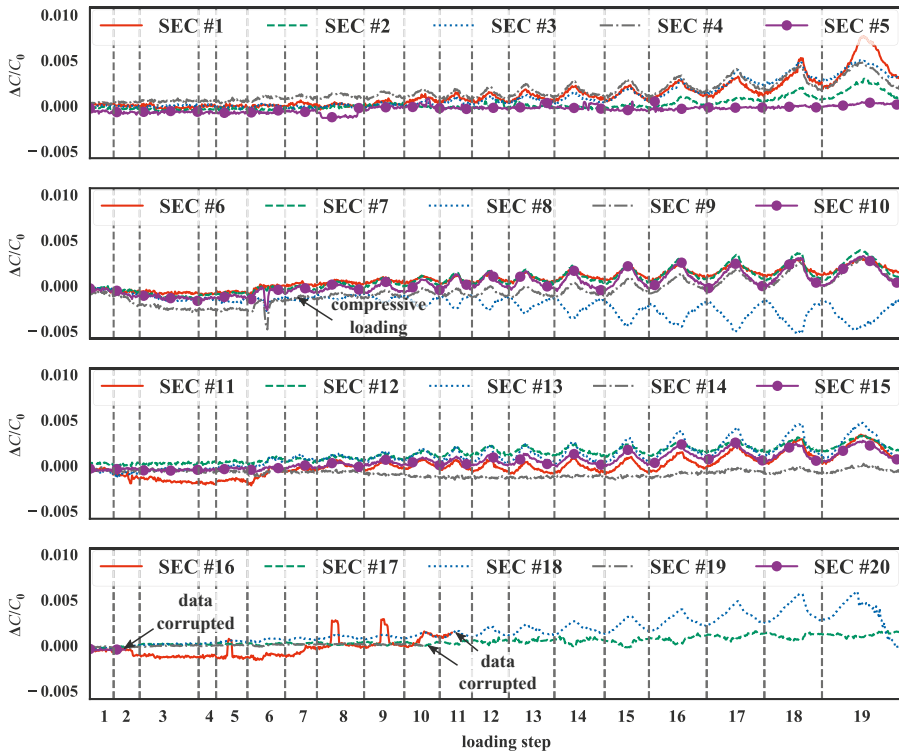 0.010
SEC #1 SEC #2 SEC #3 SEC #4 SEC #5
0.005
0.000
−0.005
ΔC/C₀
0.010
SEC #6 SEC #7 SEC #8 SEC #9 SEC #10
0.005
0.000
−0.005
ΔC/C₀
compressive
loading
0.010
SEC #11 SEC #12 SEC #13 SEC #14 SEC #15
0.005
0.000
−0.005
ΔC/C₀
0.010
SEC #16 SEC #17 SEC #18 SEC #19 SEC #20
0.005
0.000
−0.005
ΔC/C₀
data
corrupted
data
corrupted
1 2 3 4 5 6 7 8 9 10 11 12 13 14 15 16 17 18 19
loading step